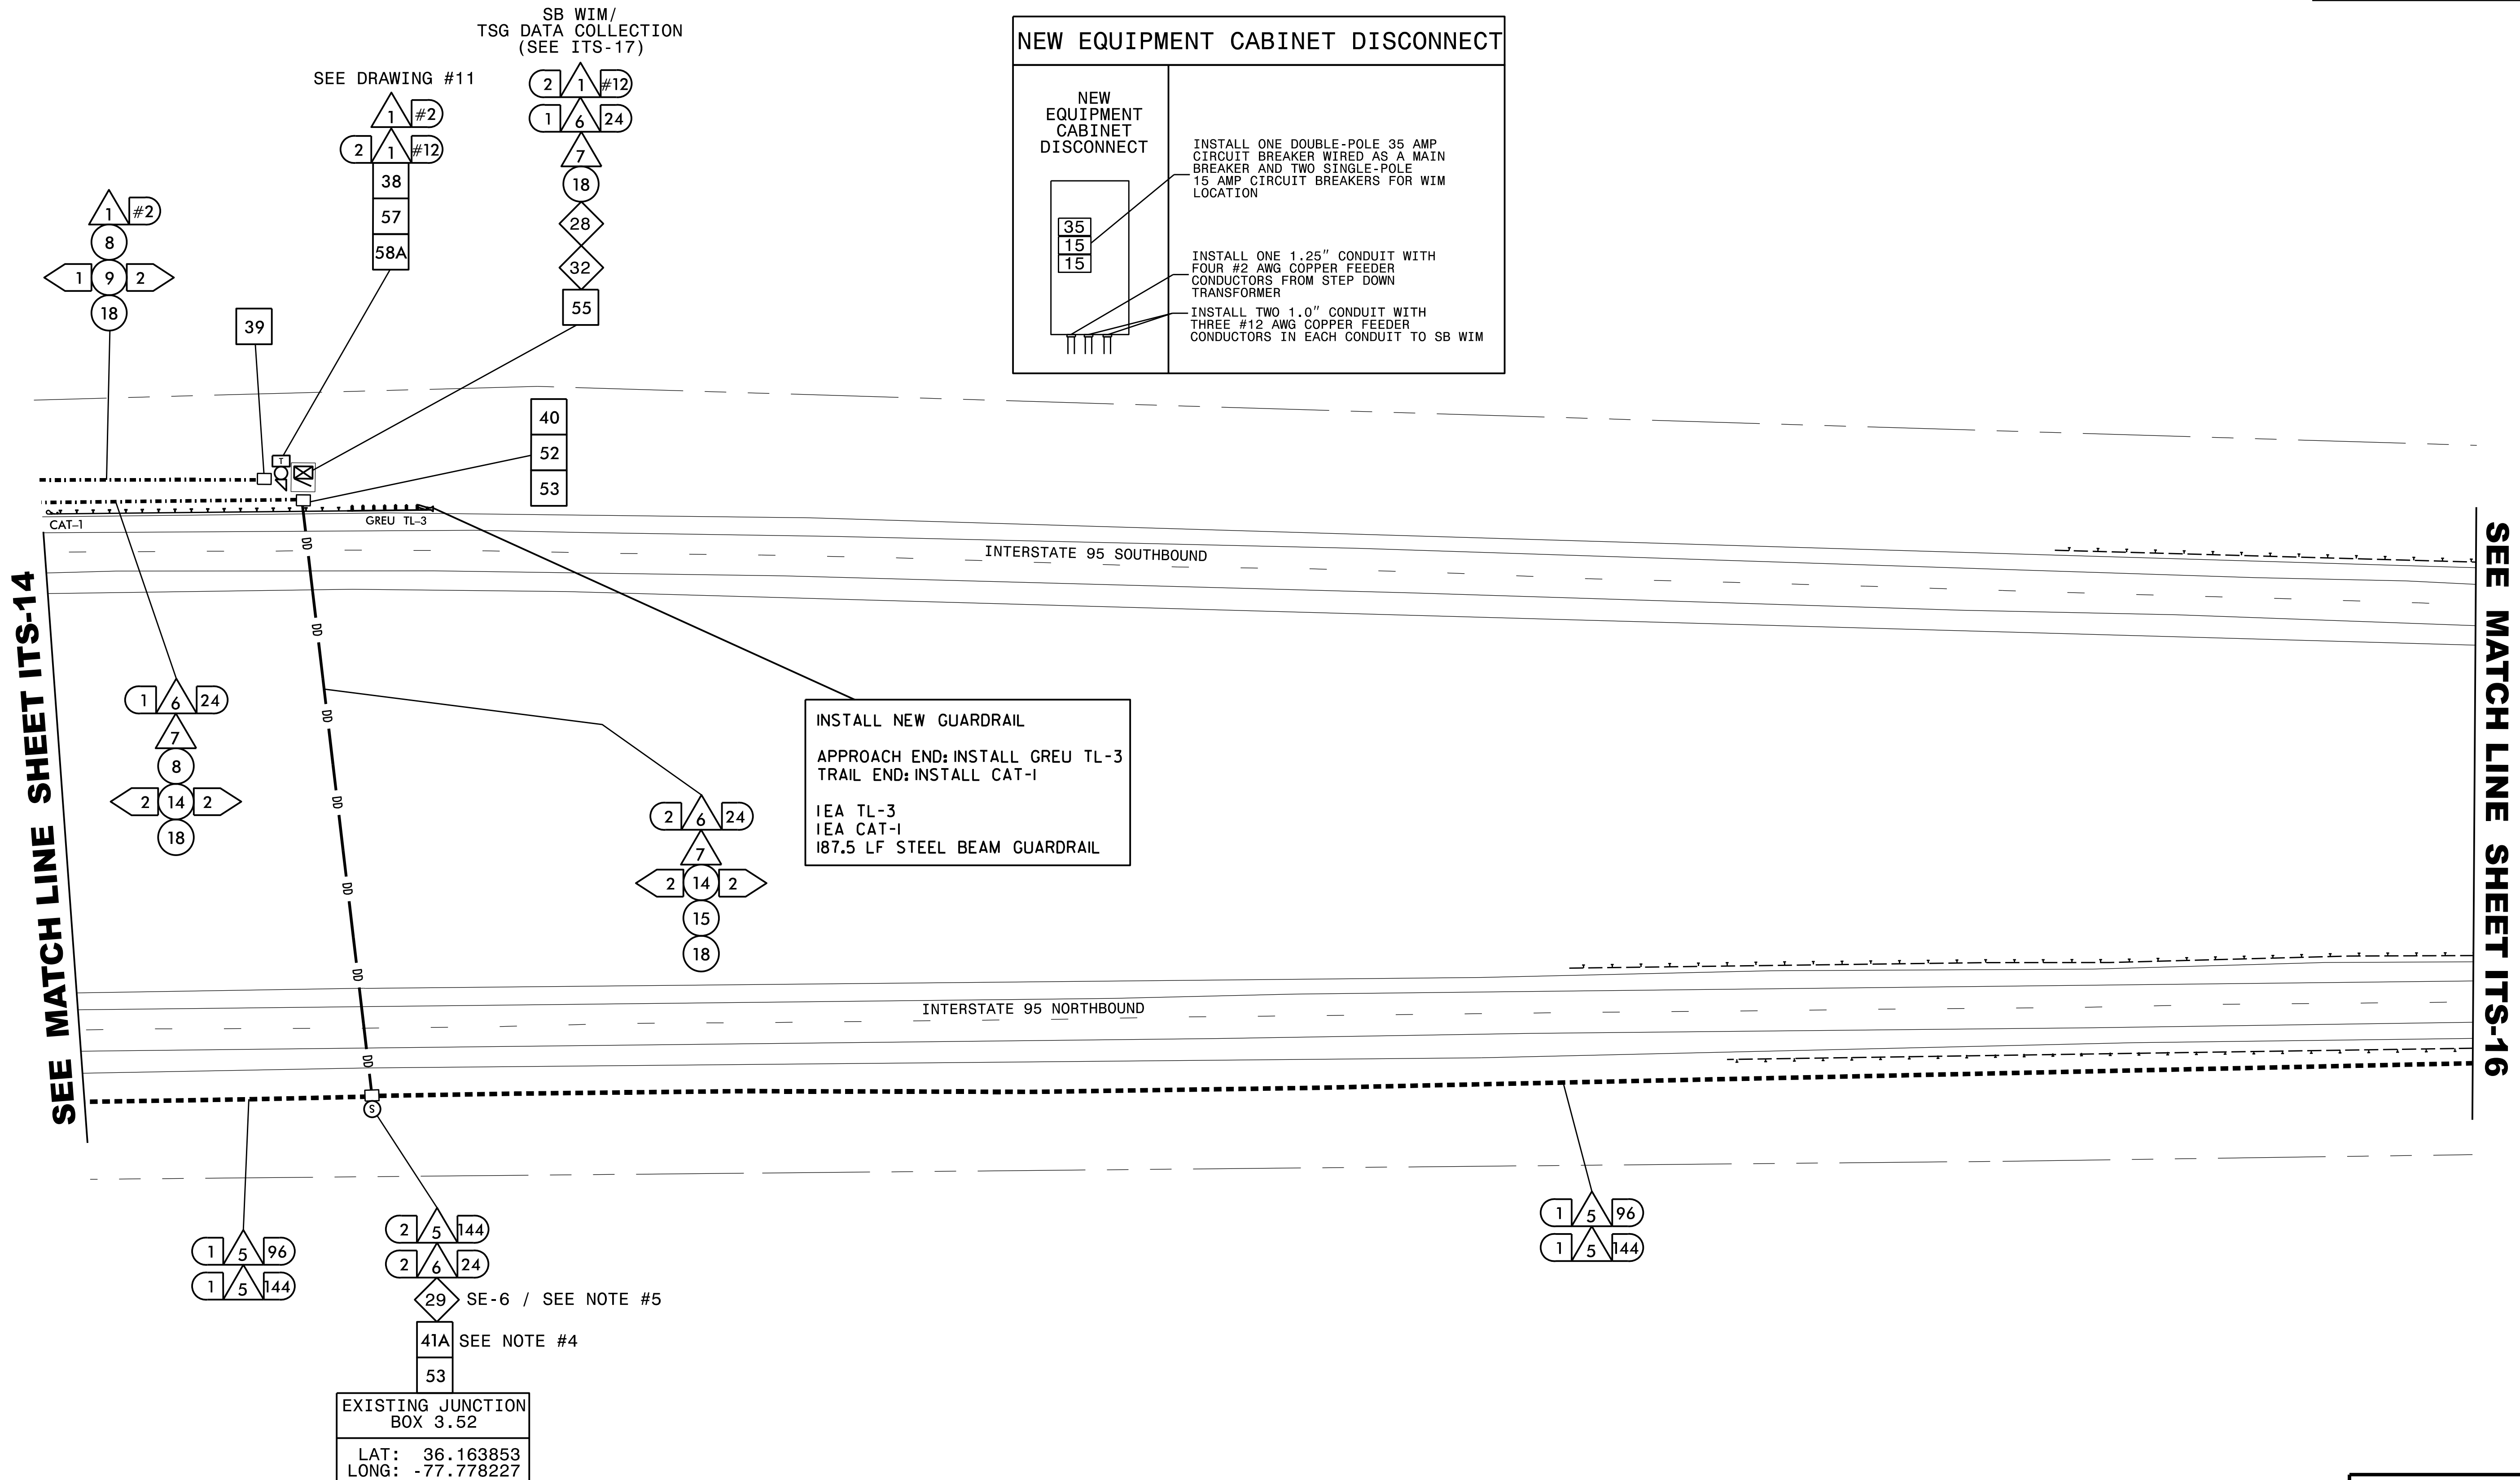 SB WIM/
TSG DATA COLLECTION
(SEE ITS-17)
2 1 #12
1 6 24
7
18
28
32
55
SEE DRAWING #11
1 #2
2 1 #12
38
57
58A
1 #2
8
1 9 2
18
39
NEW EQUIPMENT CABINET DISCONNECT
NEW
EQUIPMENT
CABINET
DISCONNECT
35
15
15
INSTALL ONE DOUBLE-POLE 35 AMP
CIRCUIT BREAKER WIRED AS A MAIN
BREAKER AND TWO SINGLE-POLE
15 AMP CIRCUIT BREAKERS FOR WIM
LOCATION
INSTALL ONE 1.25" CONDUIT WITH
FOUR #2 AWG COPPER FEEDER
CONDUCTORS FROM STEP DOWN
TRANSFORMER
INSTALL TWO 1.0" CONDUIT WITH
THREE #12 AWG COPPER FEEDER
CONDUCTORS IN EACH CONDUIT TO SB WIM
40
52
53
T
CAT-1
GREU TL-3
INTERSTATE 95 SOUTHBOUND
DD
DD
DD
DD
DD
DD
DD
SEE MATCH LINE SHEET ITS-14
SEE MATCH LINE SHEET ITS-16
1 6 24
7
8
2 14 2
18
INSTALL NEW GUARDRAIL
APPROACH END: INSTALL GREU TL-3
TRAIL END: INSTALL CAT-1
1 EA TL-3
1 EA CAT-1
187.5 LF STEEL BEAM GUARDRAIL
2 6 24
7
2 14 2
15
18
INTERSTATE 95 NORTHBOUND
S
1 5 96
1 5 144
2 5 144
2 6 24
29 SE-6 / SEE NOTE #5
41A SEE NOTE #4
53
EXISTING JUNCTION
BOX 3.52
LAT: 36.163853
LONG: -77.778227
1 5 96
1 5 144